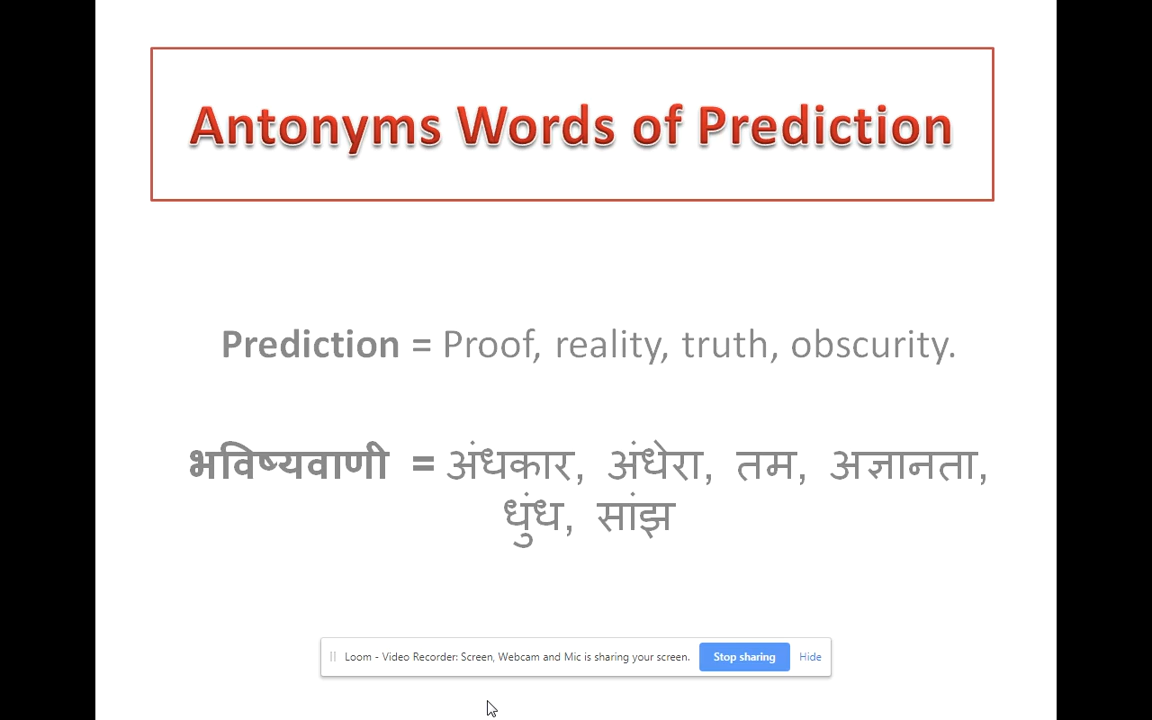 Antonyms Words of Prediction
Prediction = Proof, reality, truth, obscurity.
भविष्यवाणी = अंधकार, अंधेरा, तम, अज्ञानता,
धुंध, सांझ
Loom - Video Recorder: Screen, Webcam and Mic is sharing your screen. Stop sharing Hide